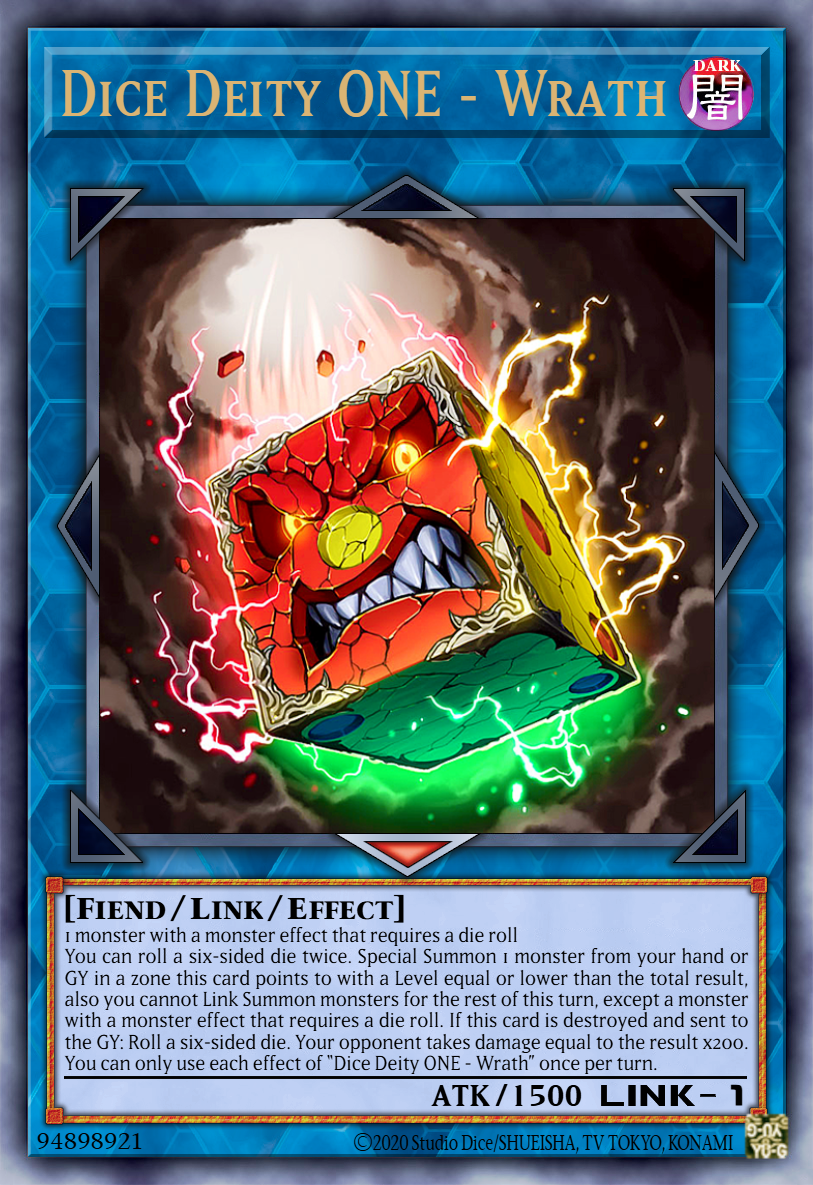 DICE DEITY ONE - WRATH
DARK
闇
[FIEND/LINK/EFFECT]
1 monster with a monster effect that requires a die roll
You can roll a six-sided die twice. Special Summon 1 monster from your hand or
GY in a zone this card points to with a Level equal or lower than the total result,
also you cannot Link Summon monsters for the rest of this turn, except a monster
with a monster effect that requires a die roll. If this card is destroyed and sent to
the GY: Roll a six-sided die. Your opponent takes damage equal to the result x200.
You can only use each effect of "Dice Deity ONE - Wrath" once per turn.
ATK/1500 LINK-1
94898921
©2020 Studio Dice/SHUEISHA, TV TOKYO, KONAMI